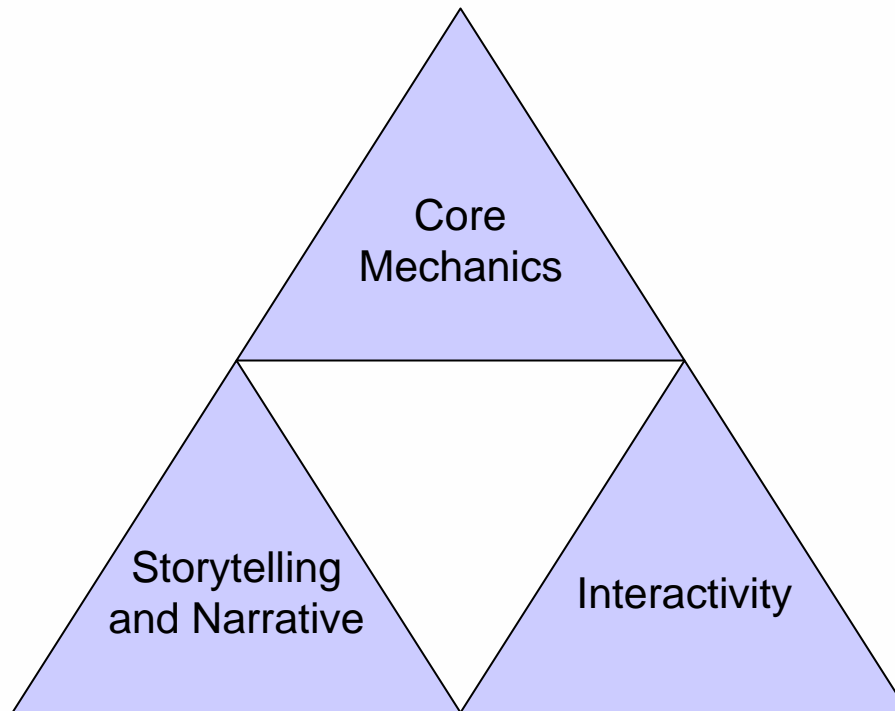 Core
Mechanics
Storytelling
and Narrative
Interactivity